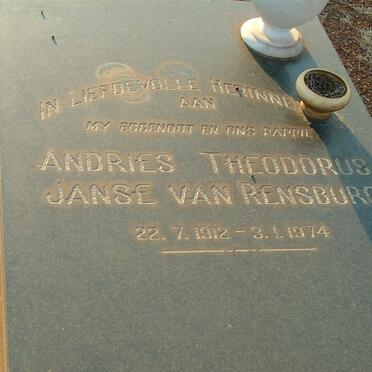 IN LIEFDEVOLLE HERINNE
AAN
MY EGGENOOT EN ONS PAPPIE
ANDRIES THEODORUS
JANSE VAN RENSBURG
22.7.1912 – 3.1.1974